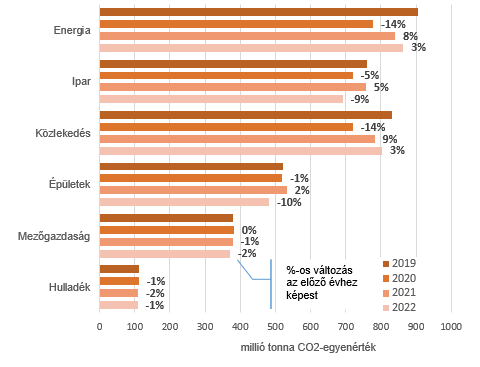 Energia
-14%
8%
3%
Ipar
-5%
5%
-9%
Közlekedés
-14%
9%
3%
Épületek
-1%
2%
-10%
Mezőgazdaság
0%
-1%
-2%
Hulladék
-1%
-2%
-1%
%-os változás
az előző évhez
képest
2019
2020
2021
2022
0 100 200 300 400 500 600 700 800 900 1000
millió tonna CO2-egyenérték